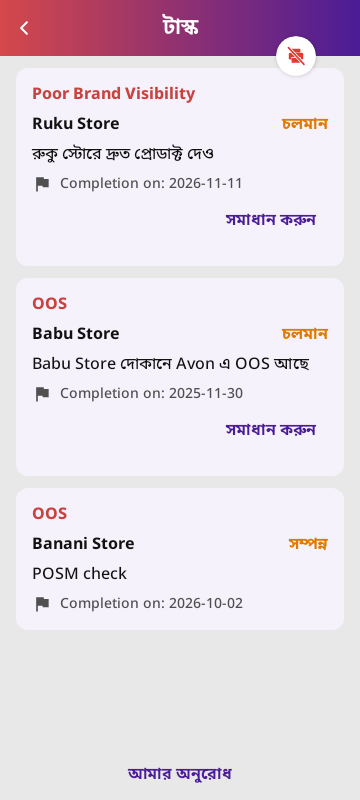 টাস্ক
Poor Brand Visibility
Ruku Store
চলমান
রুকু স্টোরে দ্রুত প্রোডাক্ট দেও
Completion on: 2026-11-11
সমাধান করুন
OOS
Babu Store
চলমান
Babu Store দোকানে Avon এ OOS আছে
Completion on: 2025-11-30
সমাধান করুন
OOS
Banani Store
সম্পন্ন
POSM check
Completion on: 2026-10-02
আমার অনুরোধ